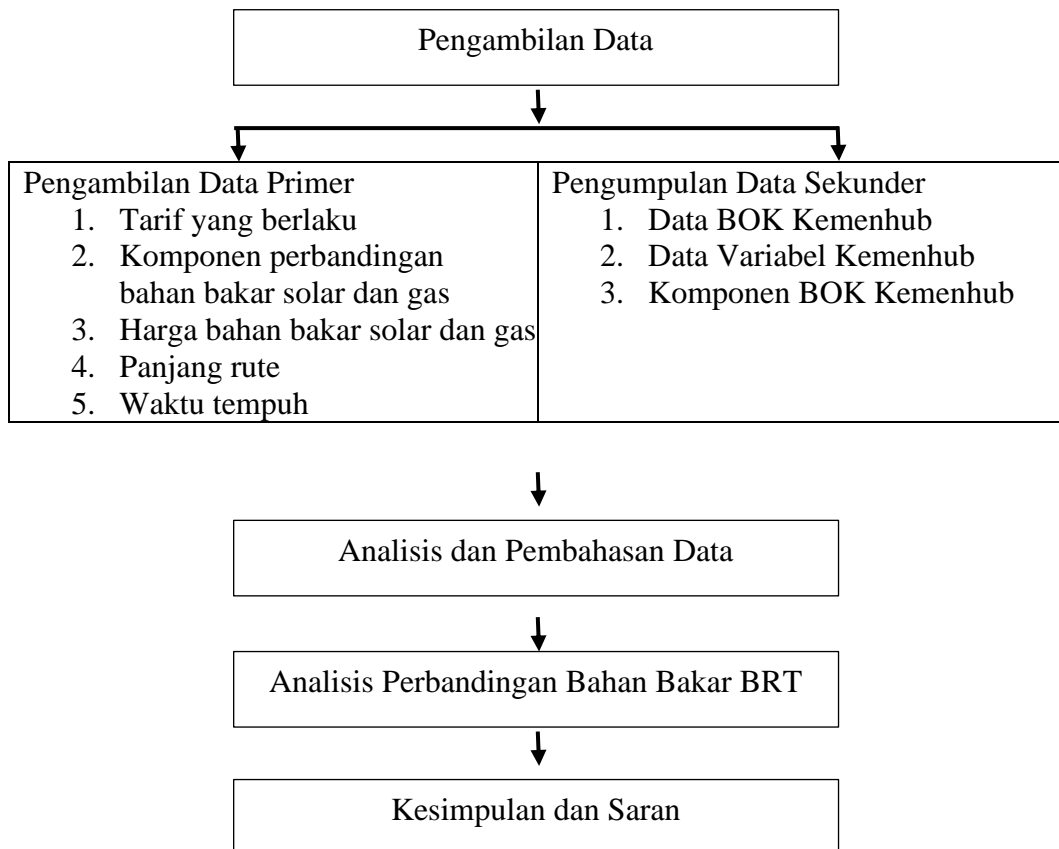 Pengambilan Data
Pengambilan Data Primer
1. Tarif yang berlaku
2. Komponen perbandingan
bahan bakar solar dan gas
3. Harga bahan bakar solar dan gas
4. Panjang rute
5. Waktu tempuh
Pengumpulan Data Sekunder
1. Data BOK Kemenhub
2. Data Variabel Kemenhub
3. Komponen BOK Kemenhub
Analisis dan Pembahasan Data
Analisis Perbandingan Bahan Bakar BRT
Kesimpulan dan Saran